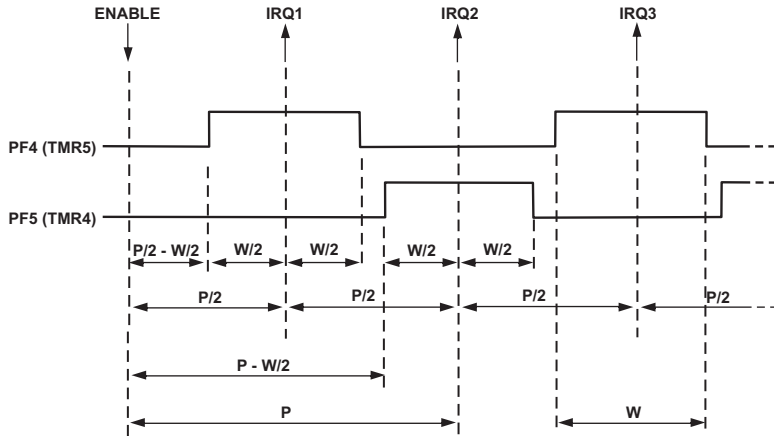 ENABLE IRQ1 IRQ2 IRQ3
PF4 (TMR5)
PF5 (TMR4)
P/2 - W/2 W/2 W/2 W/2 W/2
P/2 P/2 P/2 P/2
P - W/2
P W